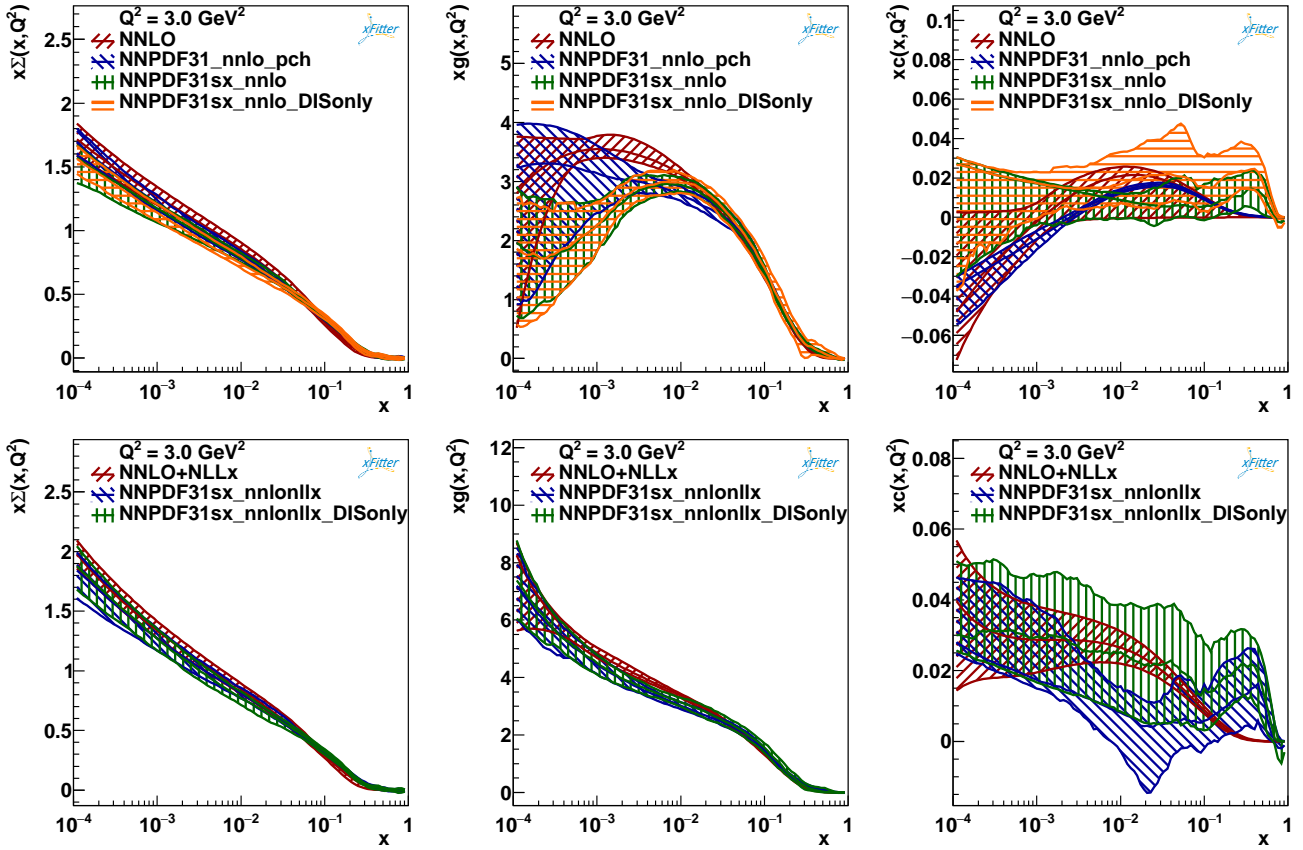 Q² = 3.0 GeV²
NNLO
NNPDF31_nnlo_pch
NNPDF31sx_nnlo
NNPDF31sx_nnlo_DISonly
xFitter
xΣ(x,Q²)
2.5
2
1.5
1
0.5
0
10⁻⁴ 10⁻³ 10⁻² 10⁻¹ 1
x
Q² = 3.0 GeV²
NNLO
NNPDF31_nnlo_pch
NNPDF31sx_nnlo
NNPDF31sx_nnlo_DISonly
xFitter
xg(x,Q²)
5
4
3
2
1
0
10⁻⁴ 10⁻³ 10⁻² 10⁻¹ 1
x
Q² = 3.0 GeV²
NNLO
NNPDF31_nnlo_pch
NNPDF31sx_nnlo
NNPDF31sx_nnlo_DISonly
xFitter
xc(x,Q²)
0.1
0.08
0.06
0.04
0.02
0
−0.02
−0.04
−0.06
10⁻⁴ 10⁻³ 10⁻² 10⁻¹ 1
x
Q² = 3.0 GeV²
NNLO+NLLx
NNPDF31sx_nnlonllx
NNPDF31sx_nnlonllx_DISonly
xFitter
xΣ(x,Q²)
2.5
2
1.5
1
0.5
0
10⁻⁴ 10⁻³ 10⁻² 10⁻¹ 1
x
Q² = 3.0 GeV²
NNLO+NLLx
NNPDF31sx_nnlonllx
NNPDF31sx_nnlonllx_DISonly
xFitter
xg(x,Q²)
12
10
8
6
4
2
0
10⁻⁴ 10⁻³ 10⁻² 10⁻¹ 1
x
Q² = 3.0 GeV²
NNLO+NLLx
NNPDF31sx_nnlonllx
NNPDF31sx_nnlonllx_DISonly
xFitter
xc(x,Q²)
0.08
0.06
0.04
0.02
0
10⁻⁴ 10⁻³ 10⁻² 10⁻¹ 1
x